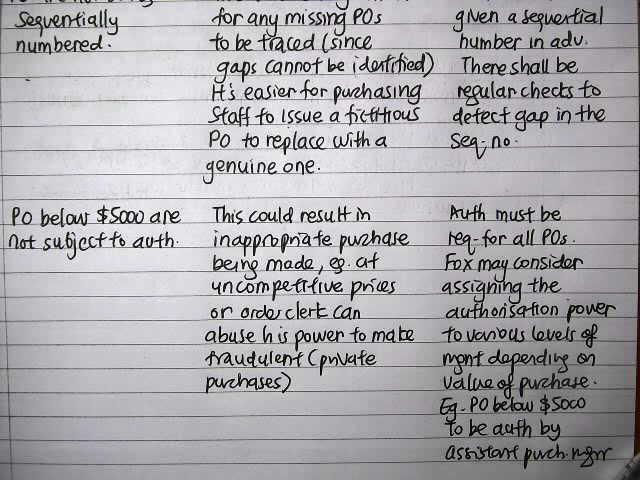 Sequentially
numbered.
for any missing POs
to be traced (since
gaps cannot be identified)
It's easier for purchasing
staff to issue a fictitious
PO to replace with a
genuine one.
given a sequential
number in adv.
There shall be
regular checks to
detect gap in the
seq. no.
PO below $5000 are
not subject to auth.
This could result in
inappropriate purchase
being made, eg. at
uncompetitive prices
or order clerk can
abuse his power to make
fraudulent (private
purchases)
Auth must be
req. for all POs.
Fox may consider
assigning the
authorisation power
to various levels of
mgnt depending on
value of purchase.
Eg. PO below $5000
to be auth by
assistant purch. mgnr